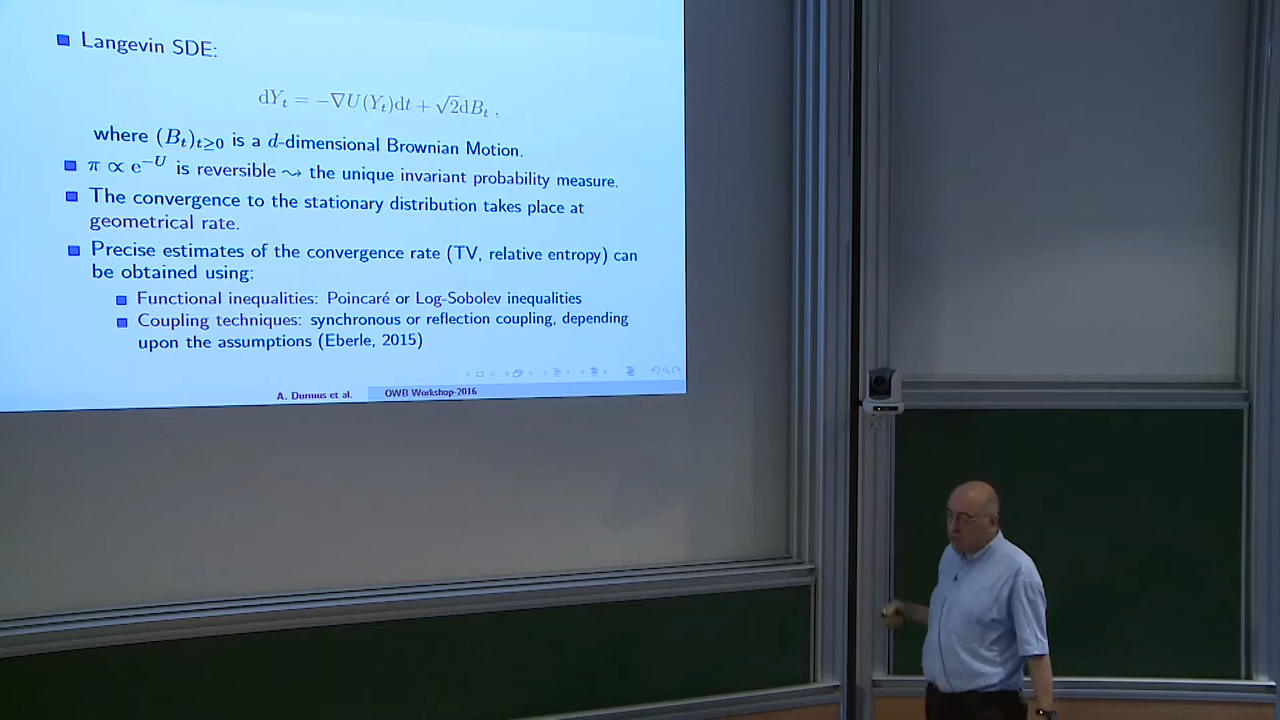 Langevin SDE:
dY_t = −∇U(Y_t)dt + √2dB_t ,
where (B_t)_{t≥0} is a d-dimensional Brownian Motion.
π ∝ e^{−U} is reversible ⇝ the unique invariant probability measure.
The convergence to the stationary distribution takes place at
geometrical rate.
Precise estimates of the convergence rate (TV, relative entropy) can
be obtained using:
Functional inequalities: Poincaré or Log-Sobolev inequalities
Coupling techniques: synchronous or reflection coupling, depending
upon the assumptions (Eberle, 2015)
A. Durmus et al. OWB Workshop-2016